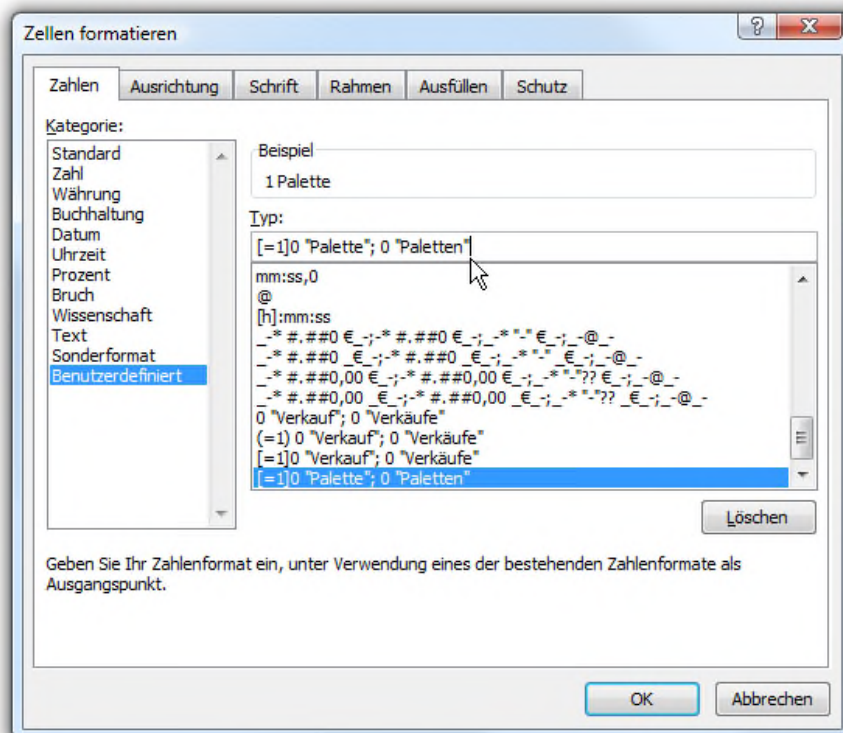 Zellen formatieren
Zahlen Ausrichtung Schrift Rahmen Ausfüllen Schutz
Kategorie:
Standard
Zahl
Währung
Buchhaltung
Datum
Uhrzeit
Prozent
Bruch
Wissenschaft
Text
Sonderformat
Benutzerdefiniert
Beispiel
1 Palette
Typ:
[=1]0 "Palette"; 0 "Paletten"
mm:ss,0
@
[h]:mm:ss
_-* #.##0 €_-;-* #.##0 €_-;_-* "-" €_-;_-@_-
_-* #.##0 _€_-;-* #.##0 _€_-;_-* "-" _€_-;_-@_-
_-* #.##0,00 €_-;-* #.##0,00 €_-;_-* "-"?? €_-;_-@_-
_-* #.##0,00 _€_-;-* #.##0,00 _€_-;_-* "-"?? _€_-;_-@_-
0 "Verkauf"; 0 "Verkäufe"
(=1) 0 "Verkauf"; 0 "Verkäufe"
[=1]0 "Verkauf"; 0 "Verkäufe"
[=1]0 "Palette"; 0 "Paletten"
Löschen
Geben Sie Ihr Zahlenformat ein, unter Verwendung eines der bestehenden Zahlenformate als
Ausgangspunkt.
OK Abbrechen